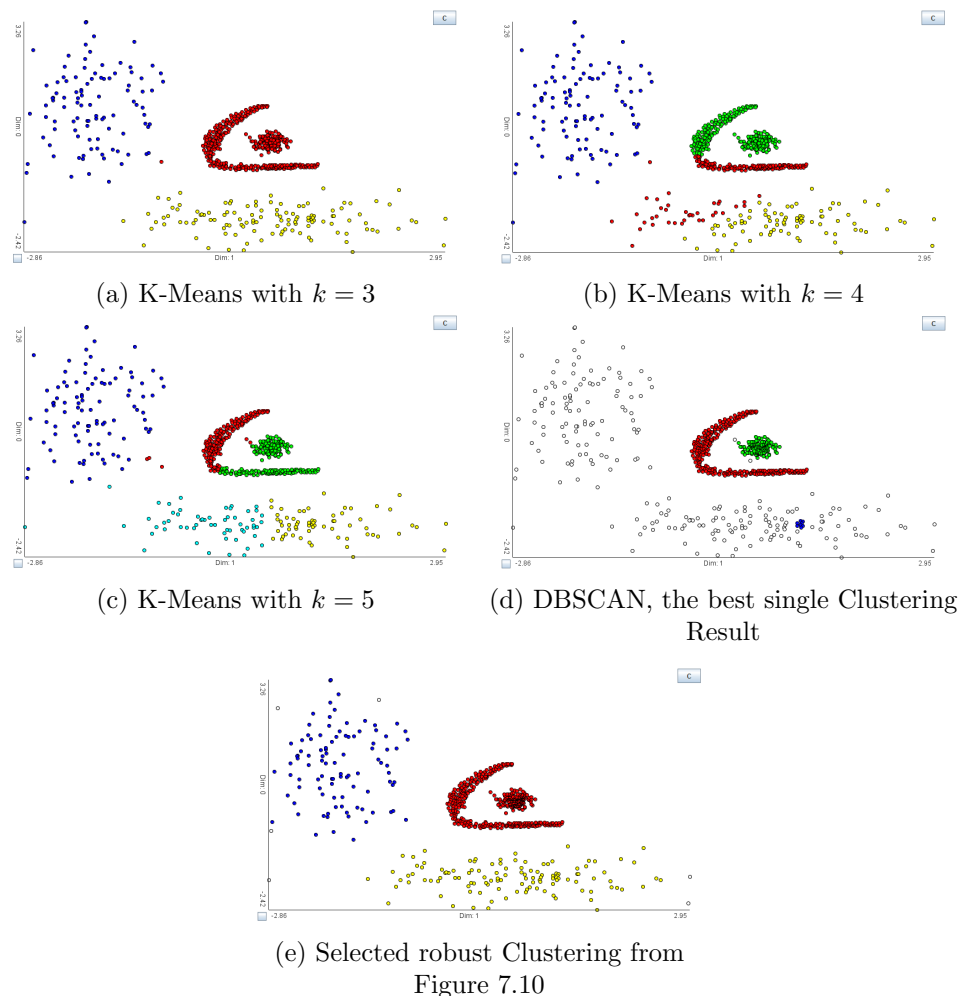 C
C
3.26
Dim: 0
-2.42
-2.86
Dim: 1
2.95
3.26
Dim: 0
-2.42
-2.86
Dim: 1
2.95
(a) K-Means with k = 3
(b) K-Means with k = 4
C
C
3.26
Dim: 0
-2.42
-2.86
Dim: 1
2.95
3.26
Dim: 0
-2.42
-2.86
Dim: 1
2.95
(c) K-Means with k = 5
(d) DBSCAN, the best single Clustering
Result
C
3.26
Dim: 0
-2.42
-2.86
Dim: 1
2.95
(e) Selected robust Clustering from
Figure 7.10